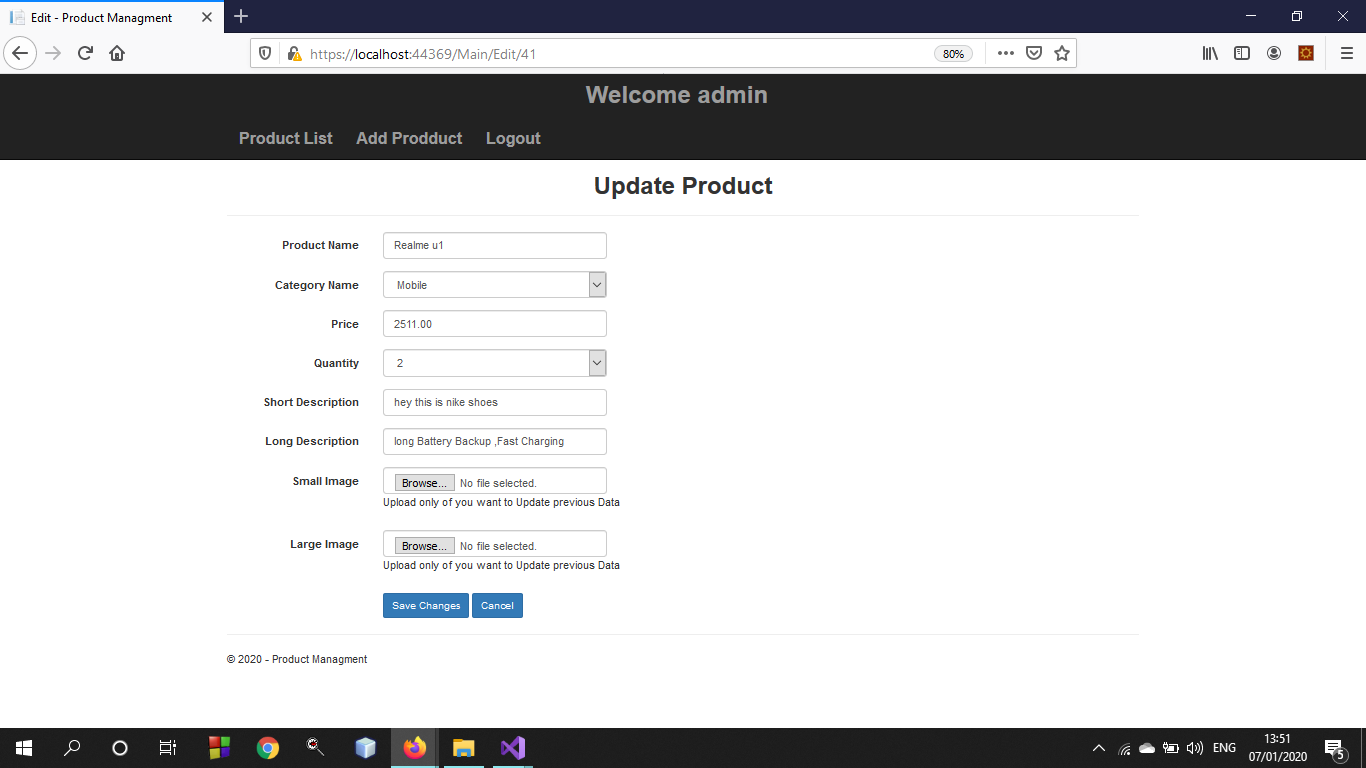 Edit - Product Managment
https://localhost:44369/Main/Edit/41
80%
Welcome admin
Product List Add Prodduct Logout
Update Product
Product Name Realme u1
Category Name Mobile
Price 2511.00
Quantity 2
Short Description hey this is nike shoes
Long Description long Battery Backup ,Fast Charging
Small Image Browse... No file selected.
Upload only of you want to Update previous Data
Large Image Browse... No file selected.
Upload only of you want to Update previous Data
Save Changes Cancel
© 2020 - Product Managment
ENG
13:51
07/01/2020
5